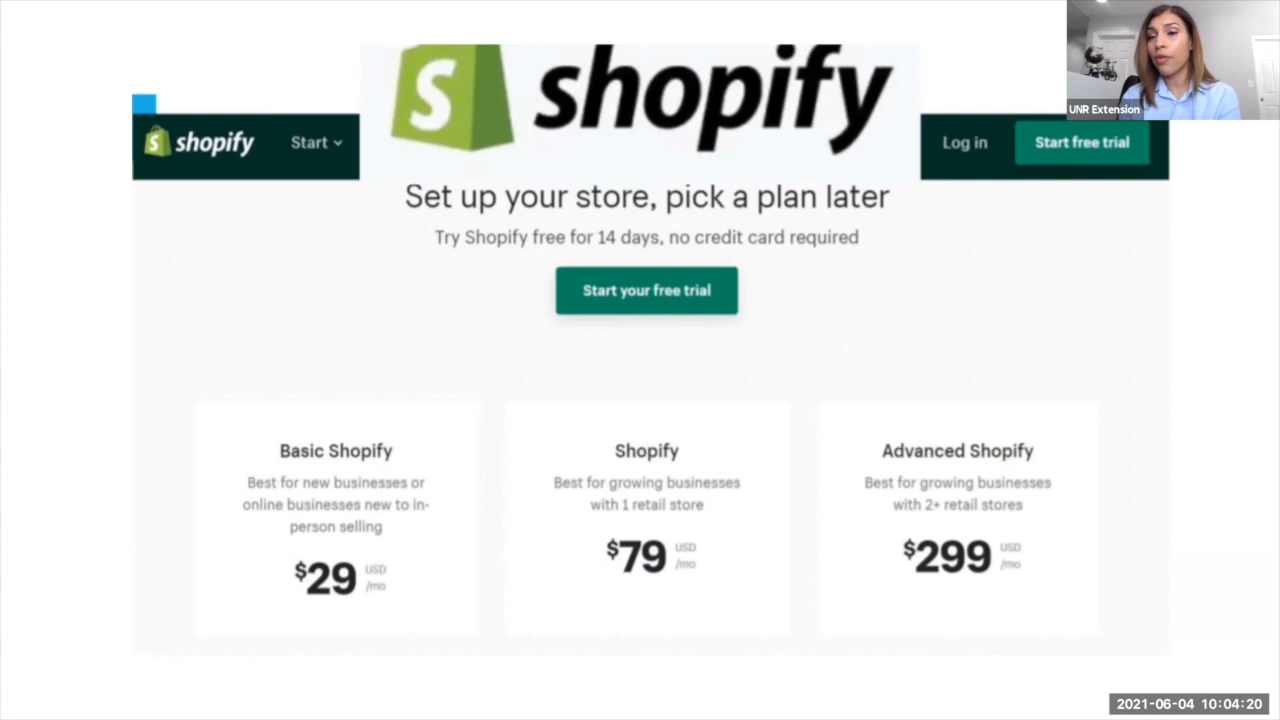 shopify
UNR Extension
shopify
Start
Log in
Start free trial
Set up your store, pick a plan later
Try Shopify free for 14 days, no credit card required
Start your free trial
Basic Shopify
Best for new businesses or
online businesses new to in-
person selling
$29 USD /mo
Shopify
Best for growing businesses
with 1 retail store
$79 USD /mo
Advanced Shopify
Best for growing businesses
with 2+ retail stores
$299 USD /mo
2021-06-04 10:04:20